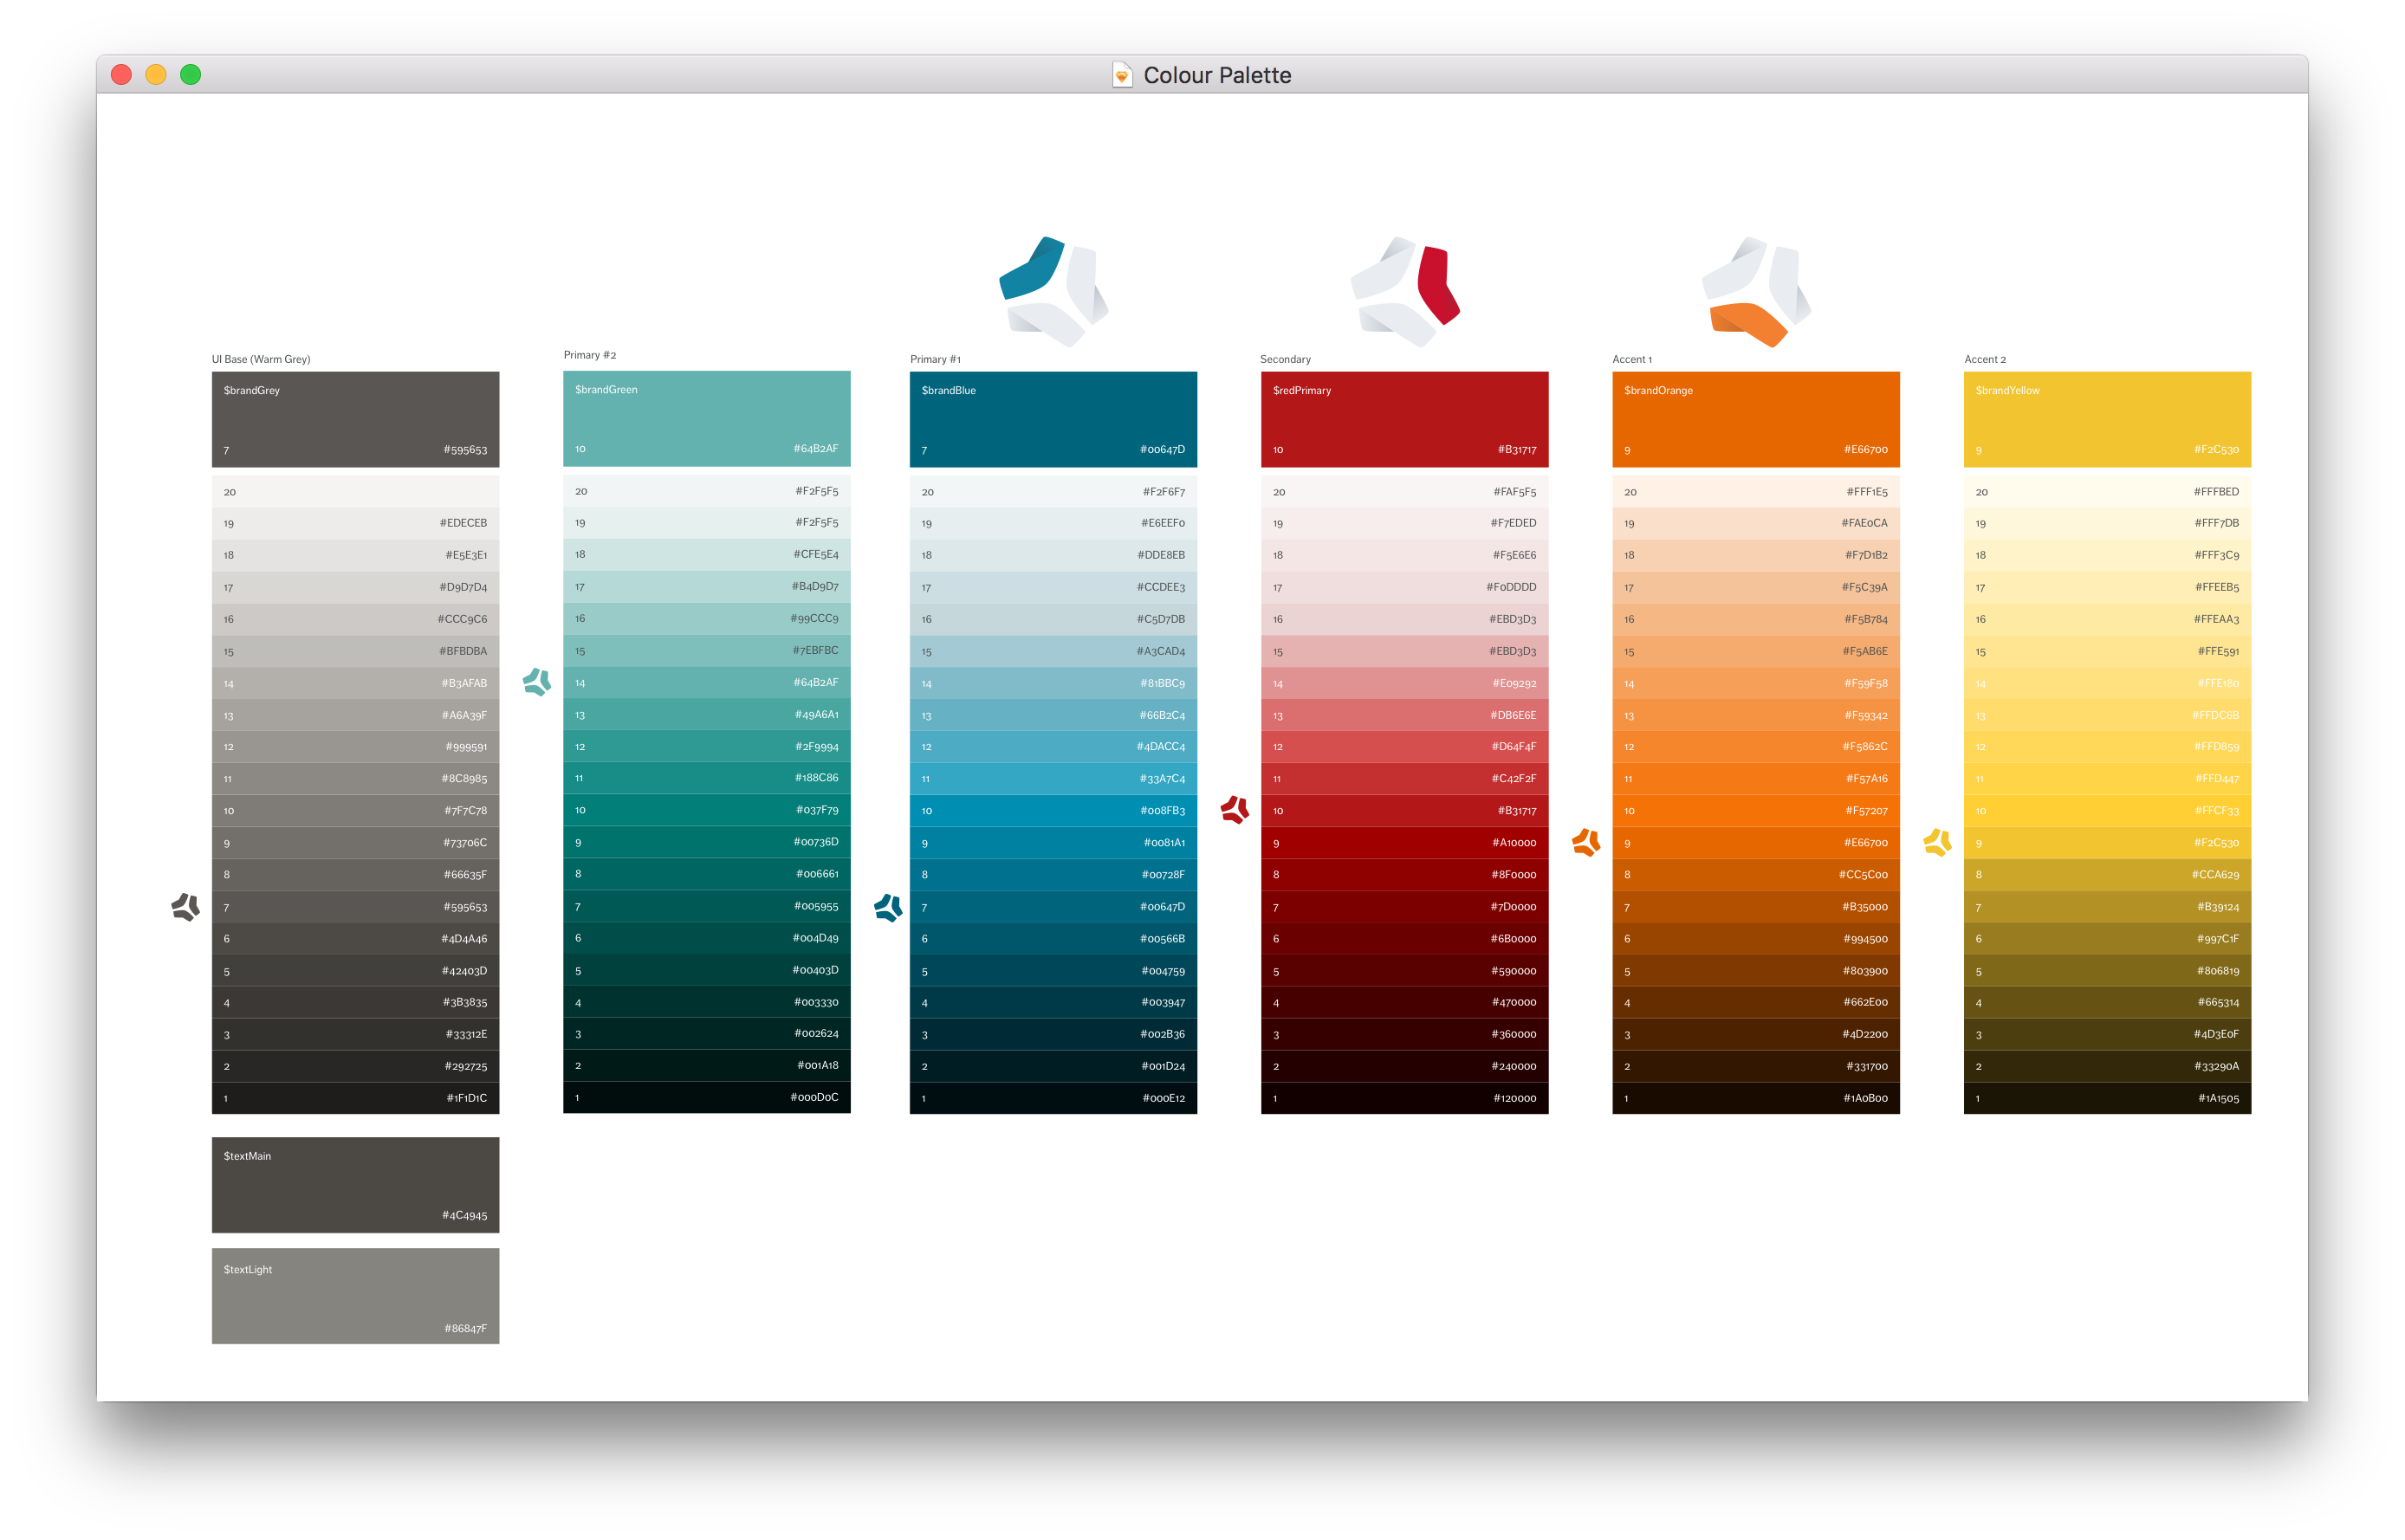 Colour Palette
UI Base (Warm Grey)
$brandGrey
7 #595653
20
19 #EDECEB
18 #E5E3E1
17 #D9D7D4
16 #CCC9C6
15 #BFBDBA
14 #B3AFAB
13 #A6A39F
12 #999591
11 #8C8985
10 #7F7C78
9 #73706C
8 #66635F
7 #595653
6 #4D4A46
5 #42403D
4 #3B3835
3 #33312E
2 #292725
1 #1F1D1C
$textMain
#4C4945
$textLight
#86847F
Primary #2
$brandGreen
10 #64B2AF
20 #F2F5F5
19 #F2F5F5
18 #CFE5E4
17 #B4D9D7
16 #99CCC9
15 #7EBFBC
14 #64B2AF
13 #49A6A1
12 #2F9994
11 #188C86
10 #037F79
9 #00736D
8 #006661
7 #005955
6 #004D49
5 #00403D
4 #003330
3 #002624
2 #001A18
1 #000D0C
Primary #1
$brandBlue
7 #00647D
20 #F2F6F7
19 #E6EEF0
18 #DDE8EB
17 #CCDEE3
16 #C5D7DB
15 #A3CAD4
14 #81BBC9
13 #66B2C4
12 #4DACC4
11 #33A7C4
10 #008FB3
9 #0081A1
8 #00728F
7 #00647D
6 #00566B
5 #004759
4 #003947
3 #002B36
2 #001D24
1 #000E12
Secondary
$redPrimary
10 #B31717
20 #FAF5F5
19 #F7EDED
18 #F5E6E6
17 #F0DDDD
16 #EBD3D3
15 #EBD3D3
14 #E09292
13 #DB6E6E
12 #D64F4F
11 #C42F2F
10 #B31717
9 #A10000
8 #8F0000
7 #7D0000
6 #6B0000
5 #590000
4 #470000
3 #360000
2 #240000
1 #120000
Accent 1
$brandOrange
9 #E66700
20 #FFF1E5
19 #FAE0CA
18 #F7D1B2
17 #F5C39A
16 #F5B784
15 #F5AB6E
14 #F59F58
13 #F59342
12 #F5862C
11 #F57A16
10 #F57207
9 #E66700
8 #CC5C00
7 #B35000
6 #994500
5 #803900
4 #662E00
3 #4D2200
2 #331700
1 #1A0B00
Accent 2
$brandYellow
9 #F2C530
20 #FFFBED
19 #FFF7DB
18 #FFF3C9
17 #FFEEB5
16 #FFEAA3
15 #FFE591
14 #FFE180
13 #FFDC6B
12 #FFD859
11 #FFD447
10 #FFCF33
9 #F2C530
8 #CCA629
7 #B39124
6 #997C1F
5 #806819
4 #665314
3 #4D3E0F
2 #33290A
1 #1A1505